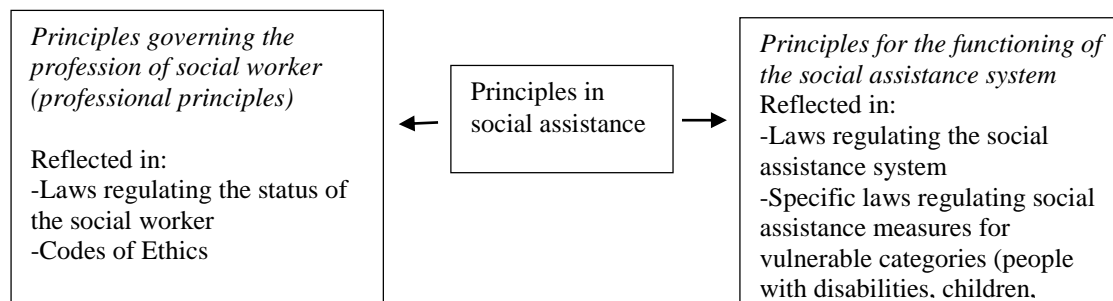 Principles governing the
profession of social worker
(professional principles)
Reflected in:
-Laws regulating the status of
the social worker
-Codes of Ethics
Principles in
social assistance
Principles for the functioning of
the social assistance system
Reflected in:
-Laws regulating the social
assistance system
-Specific laws regulating social
assistance measures for
vulnerable categories (people
with disabilities, children,